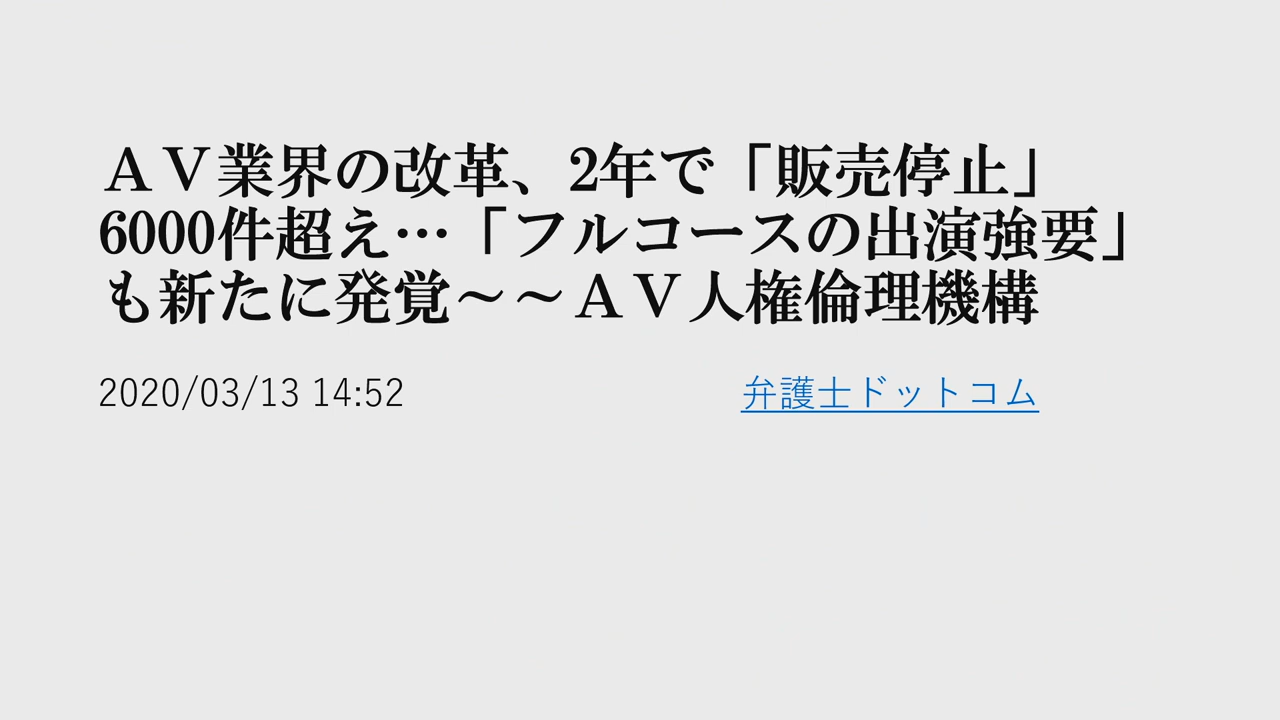 ＡＶ業界の改革、2年で「販売停止」
6000件超え…「フルコースの出演強要」
も新たに発覚～～ＡＶ人権倫理機構
2020/03/13 14:52 弁護士ドットコム